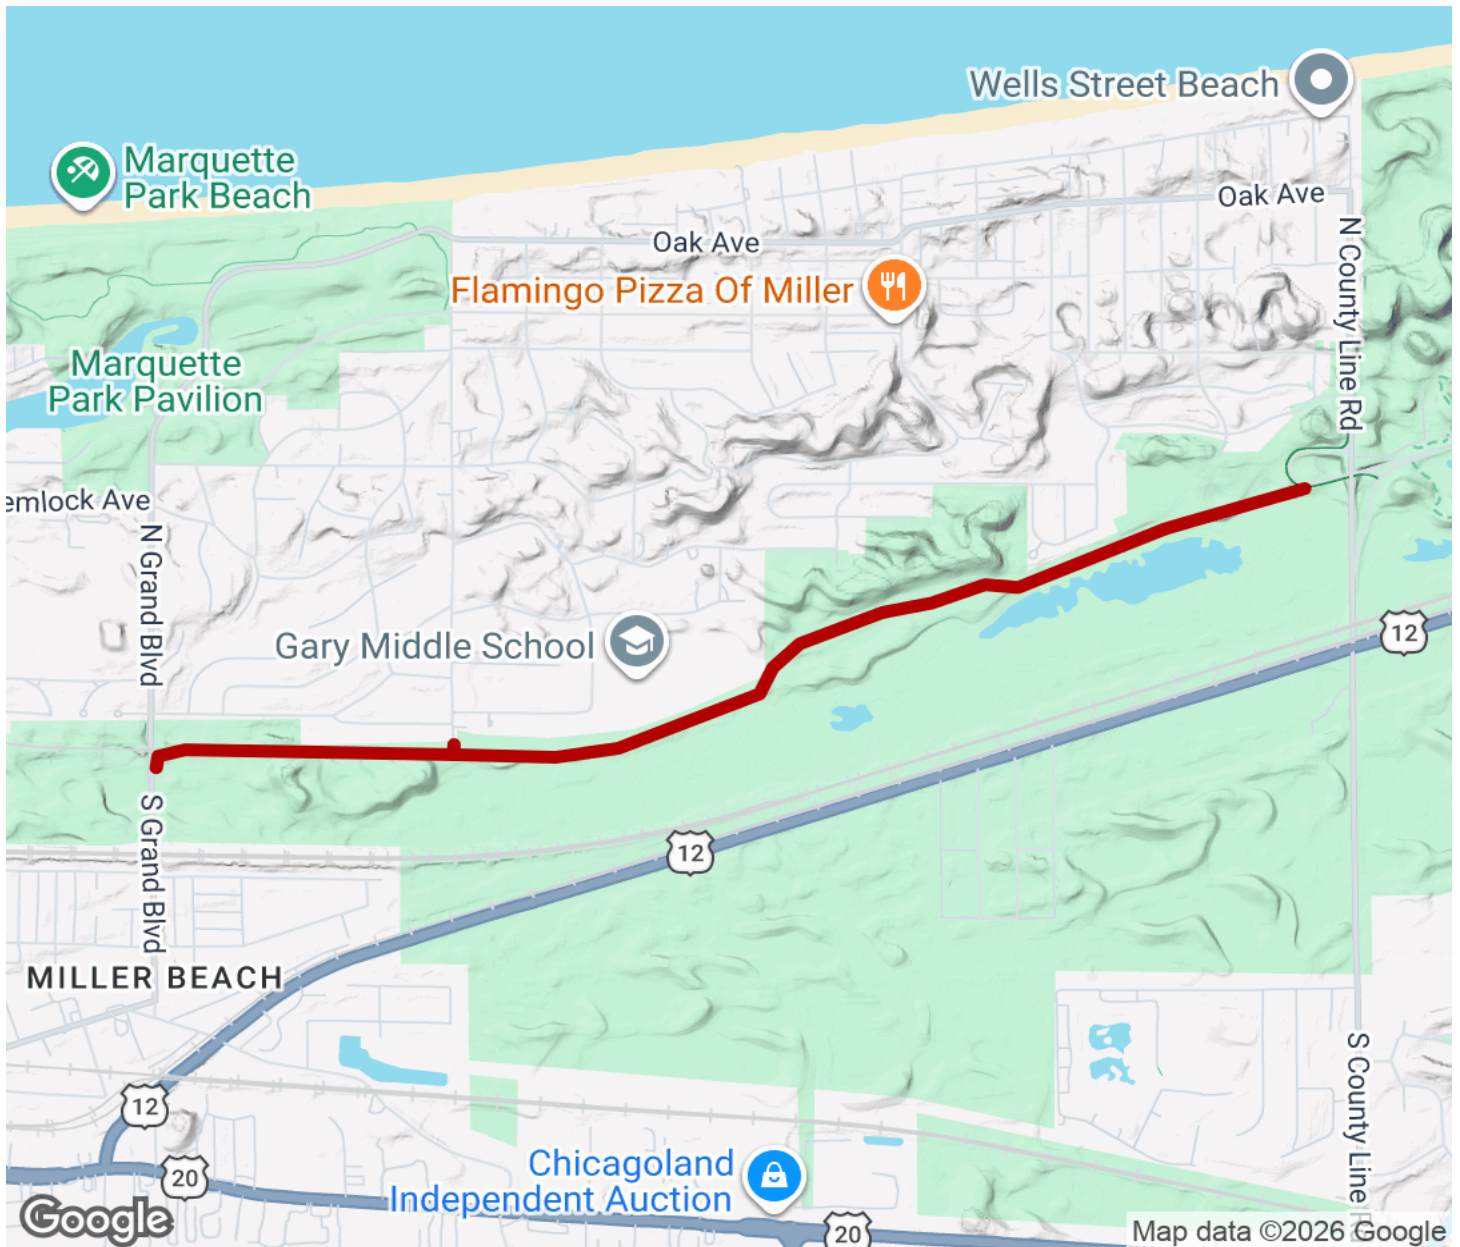 Wells Street Beach
Marquette
Park Beach
Oak Ave
Oak Ave
N County Line Rd
Flamingo Pizza Of Miller
Marquette
Park Pavilion
emlock Ave
N Grand Blvd
Gary Middle School
12
S Grand Blvd
12
MILLER BEACH
S County Line R
12
Chicagoland
Independent Auction
20
20
Google
Map data ©2026 Google